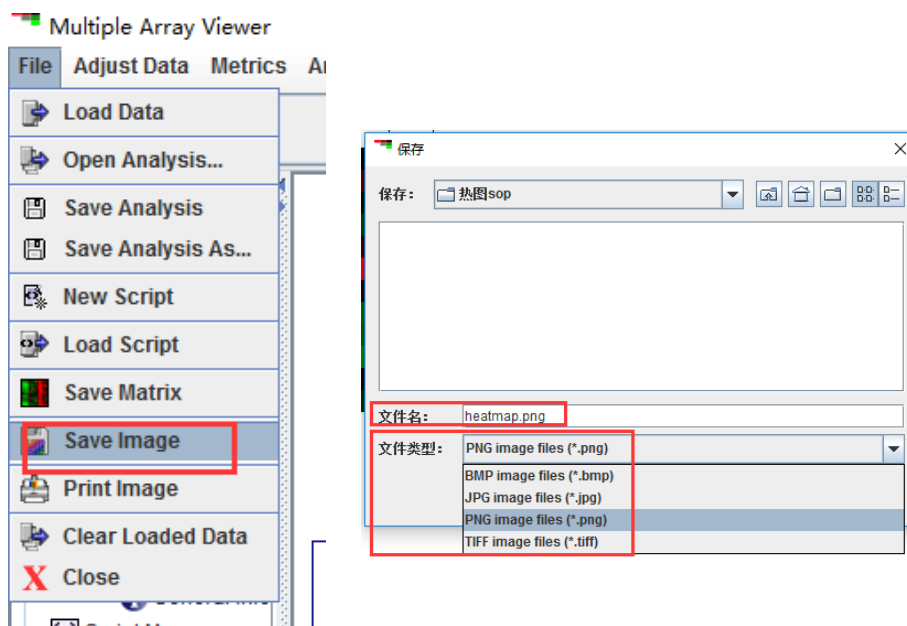 Multiple Array Viewer
File Adjust Data Metrics
Load Data
Open Analysis...
Save Analysis
Save Analysis As...
New Script
Load Script
Save Matrix
Save Image
Print Image
Clear Loaded Data
Close
保存
保存: 热图sop
文件名: heatmap.png
文件类型: PNG image files (*.png)
BMP image files (*.bmp)
JPG image files (*.jpg)
PNG image files (*.png)
TIFF image files (*.tiff)